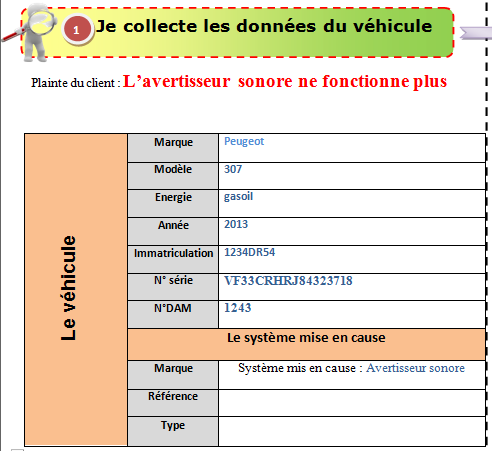 1 Je collecte les données du véhicule
Plainte du client : L'avertisseur sonore ne fonctionne plus
Le véhicule
Marque Peugeot
Modèle 307
Energie gasoil
Année 2013
Immatriculation 1234DR54
N° série VF33CRHRJ84323718
N°DAM 1243
Le système mise en cause
Marque Système mis en cause : Avertisseur sonore
Référence
Type